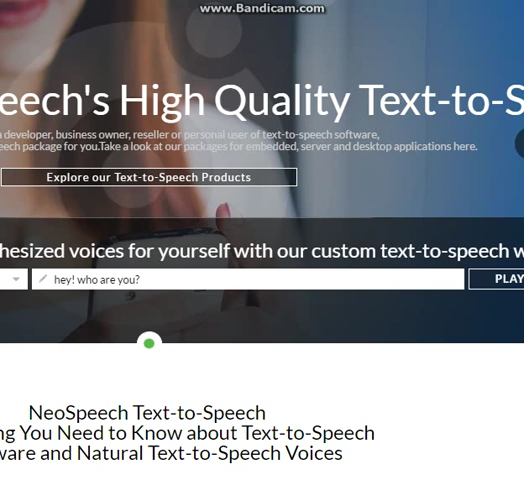 www.Bandicam.com
eech's High Quality Text-to-S
a developer, business owner, reseller or personal user of text-to-speech software,
eech package for you.Take a look at our packages for embedded, server and desktop applications here.
Explore our Text-to-Speech Products
hesized voices for yourself with our custom text-to-speech w
hey! who are you?
PLAY
NeoSpeech Text-to-Speech
ng You Need to Know about Text-to-Speech
ware and Natural Text-to-Speech Voices